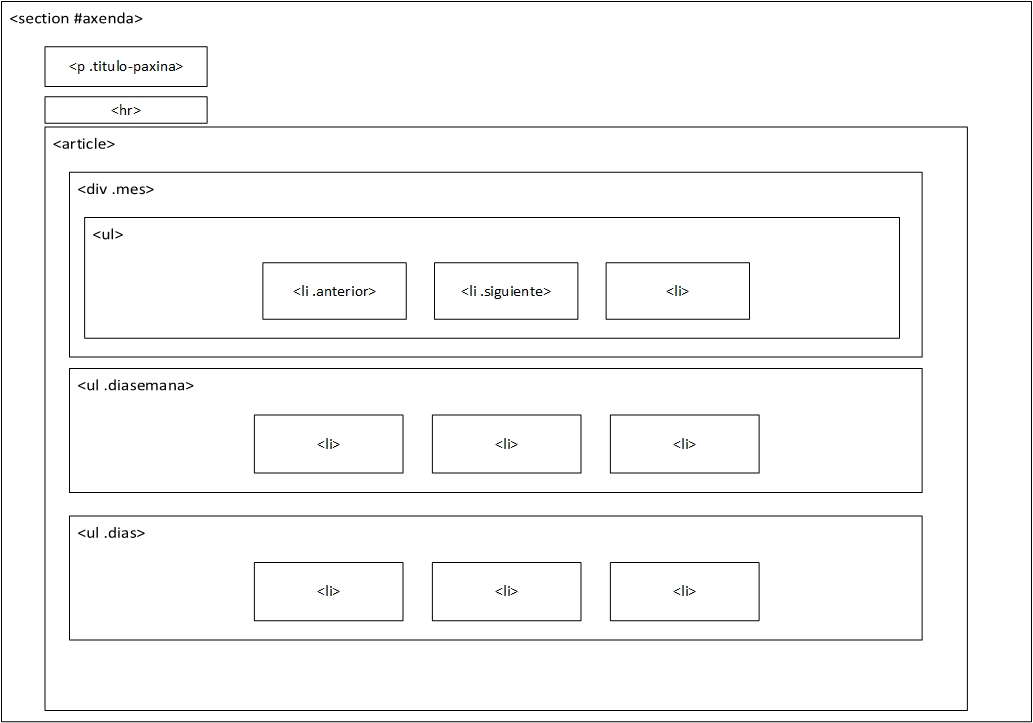 <section #axenda>
<p .titulo-paxina>
<hr>
<article>
<div .mes>
<ul>
<li .anterior>
<li .siguiente>
<li>
<ul .diasemana>
<li>
<li>
<li>
<ul .dias>
<li>
<li>
<li>